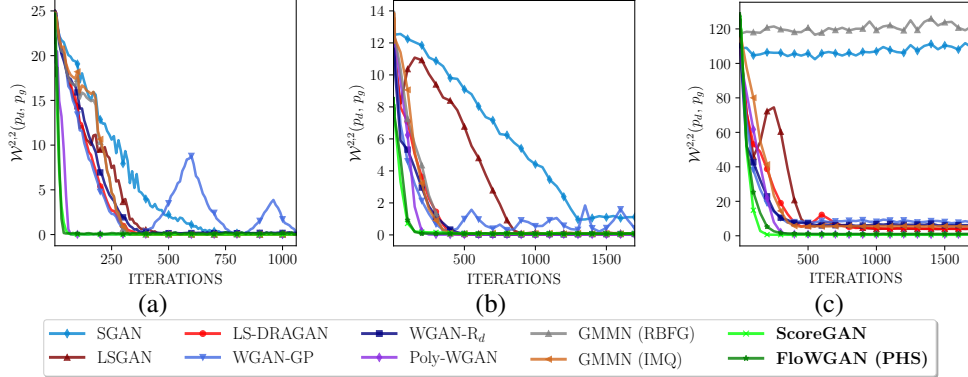 25
20
15
10
5
0
𝒲²,²(p_d, p_g)
250 500 750 1000
ITERATIONS
(a)
14
12
10
8
6
4
2
0
𝒲²,²(p_d, p_g)
500 1000 1500
ITERATIONS
(b)
120
100
80
60
40
20
0
𝒲²,²(p_d, p_g)
500 1000 1500
ITERATIONS
(c)
SGAN LS-DRAGAN WGAN-R_d GMMN (RBFG) ScoreGAN
LSGAN WGAN-GP Poly-WGAN GMMN (IMQ) FloWGAN (PHS)